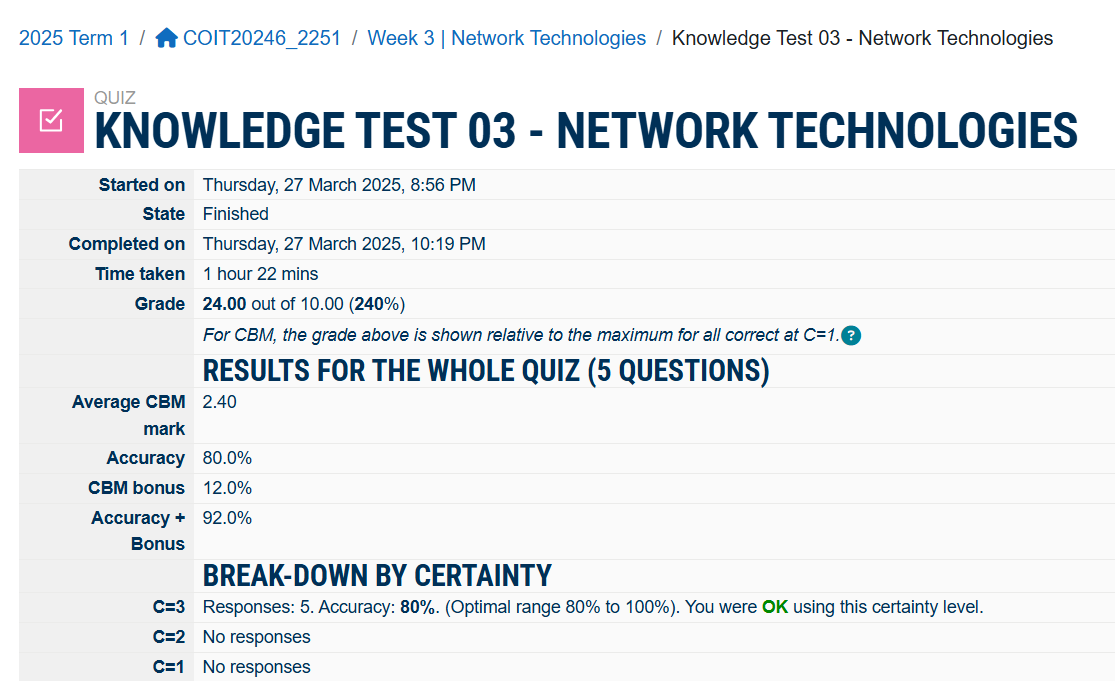 2025 Term 1 / COIT20246_2251 / Week 3 | Network Technologies / Knowledge Test 03 - Network Technologies
QUIZ
KNOWLEDGE TEST 03 - NETWORK TECHNOLOGIES
Started on Thursday, 27 March 2025, 8:56 PM
State Finished
Completed on Thursday, 27 March 2025, 10:19 PM
Time taken 1 hour 22 mins
Grade 24.00 out of 10.00 (240%)
For CBM, the grade above is shown relative to the maximum for all correct at C=1. ?
RESULTS FOR THE WHOLE QUIZ (5 QUESTIONS)
Average CBM 2.40
mark
Accuracy 80.0%
CBM bonus 12.0%
Accuracy + 92.0%
Bonus
BREAK-DOWN BY CERTAINTY
C=3 Responses: 5. Accuracy: 80%. (Optimal range 80% to 100%). You were OK using this certainty level.
C=2 No responses
C=1 No responses